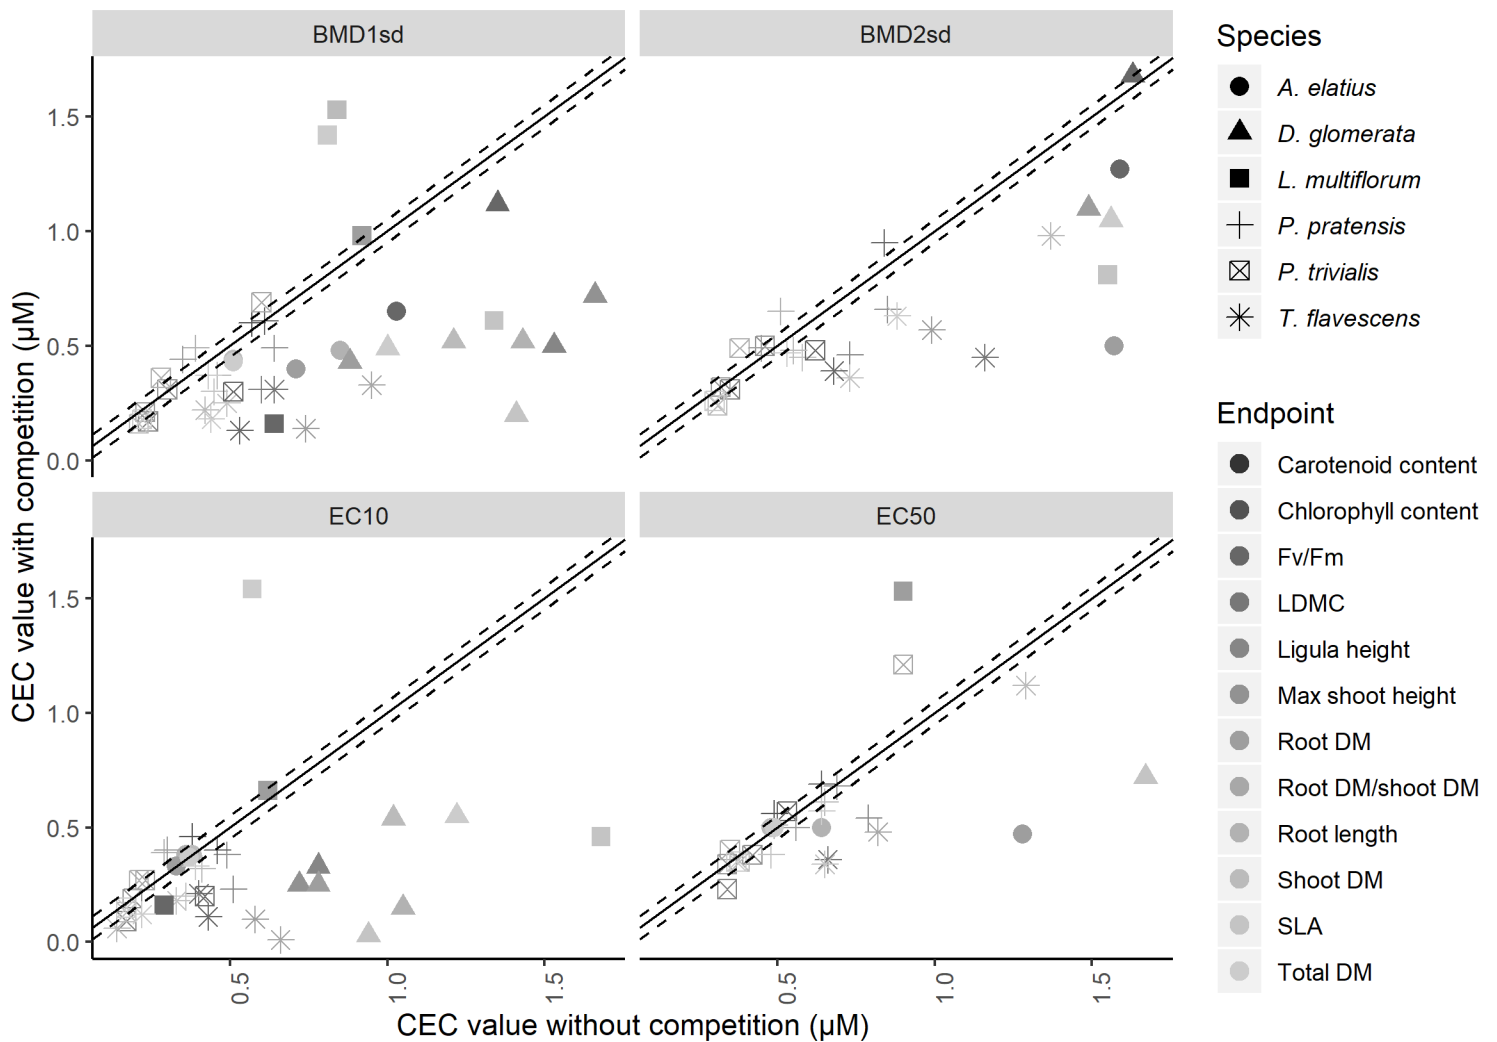 BMD1sd
BMD2sd
Species
A. elatius
D. glomerata
L. multiflorum
P. pratensis
P. trivialis
T. flavescens
Endpoint
Carotenoid content
Chlorophyll content
Fv/Fm
LDMC
Ligula height
Max shoot height
Root DM
Root DM/shoot DM
Root length
Shoot DM
SLA
Total DM
CEC value with competition (µM)
1.5
1.0
0.5
0.0
EC10
EC50
1.5
1.0
0.5
0.0
0.5
1.0
1.5
0.5
1.0
1.5
CEC value without competition (µM)